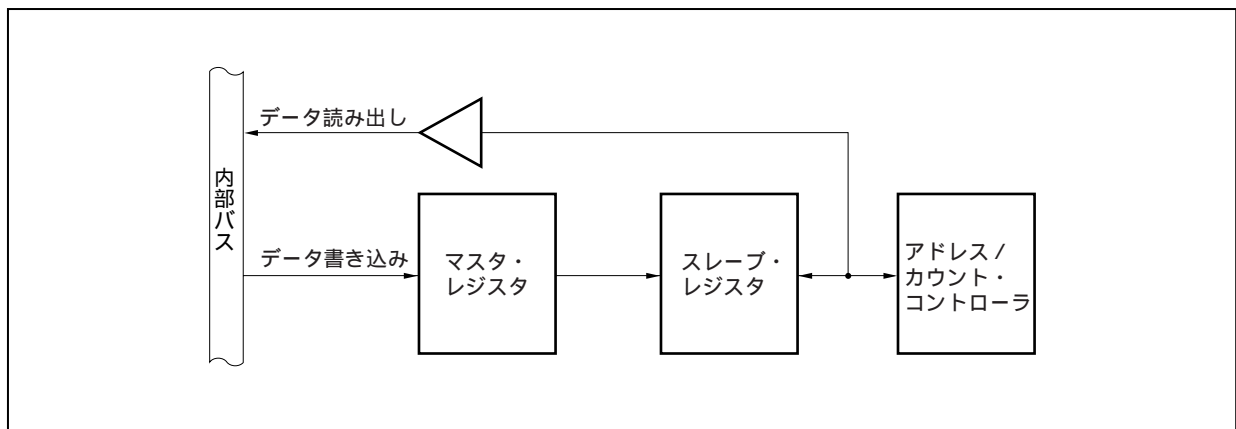 データ読み出し
内部バス
データ書き込み
マスタ・
レジスタ
スレーブ・
レジスタ
アドレス／
カウント・
コントローラ